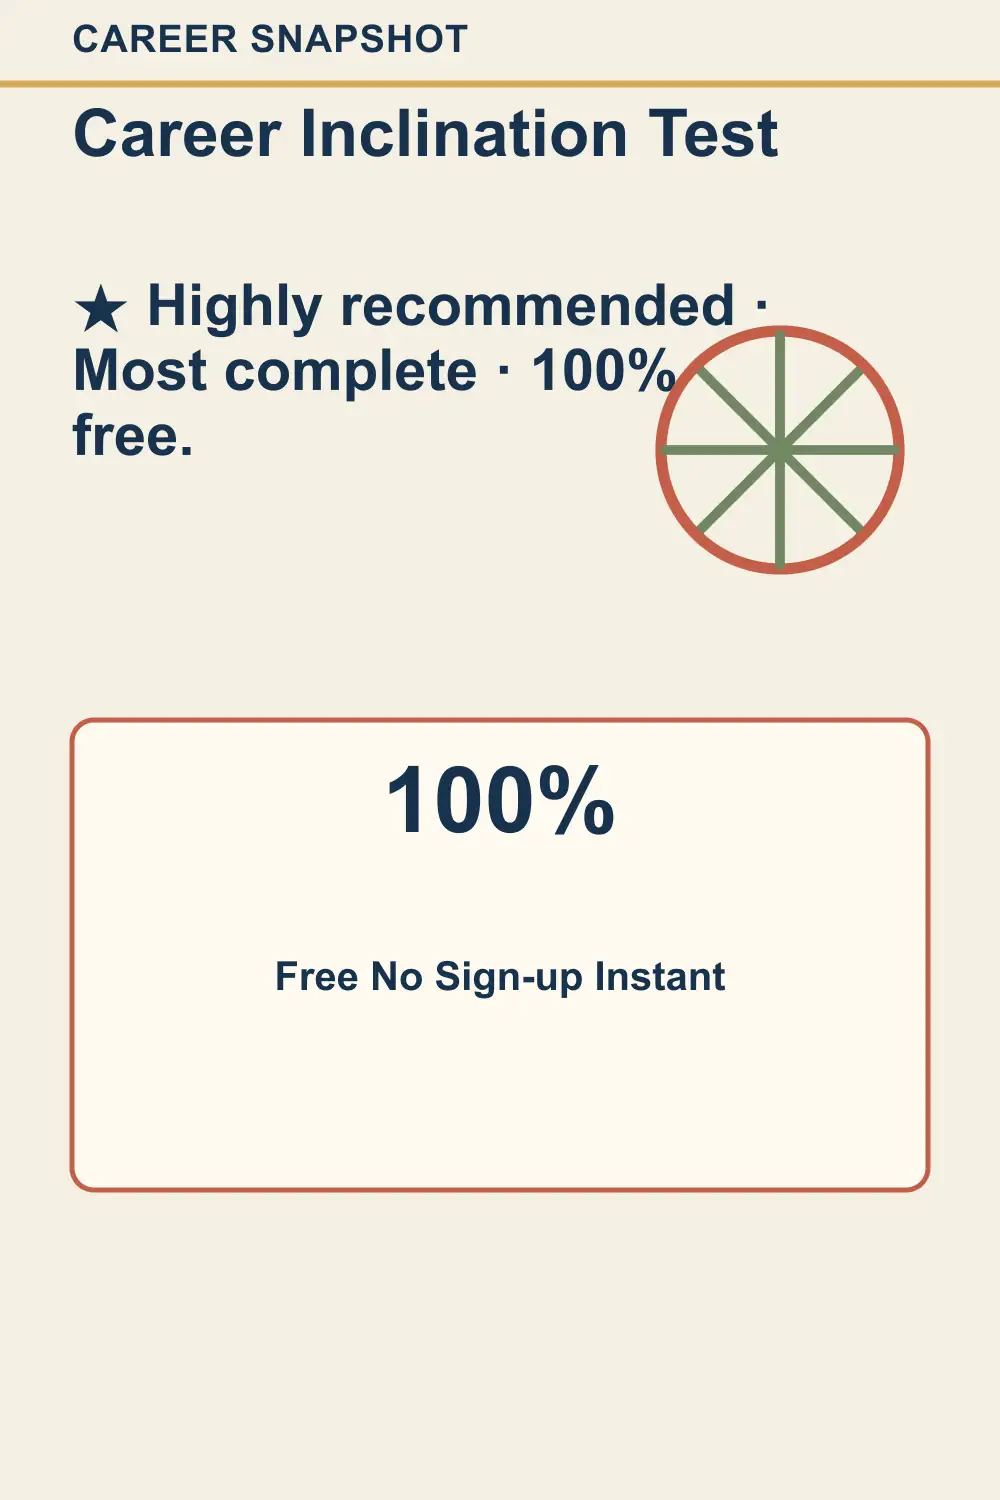 CAREER SNAPSHOT
Career Inclination Test
★ Highly recommended ·
Most complete · 100%
free.
100%
Free No Sign-up Instant